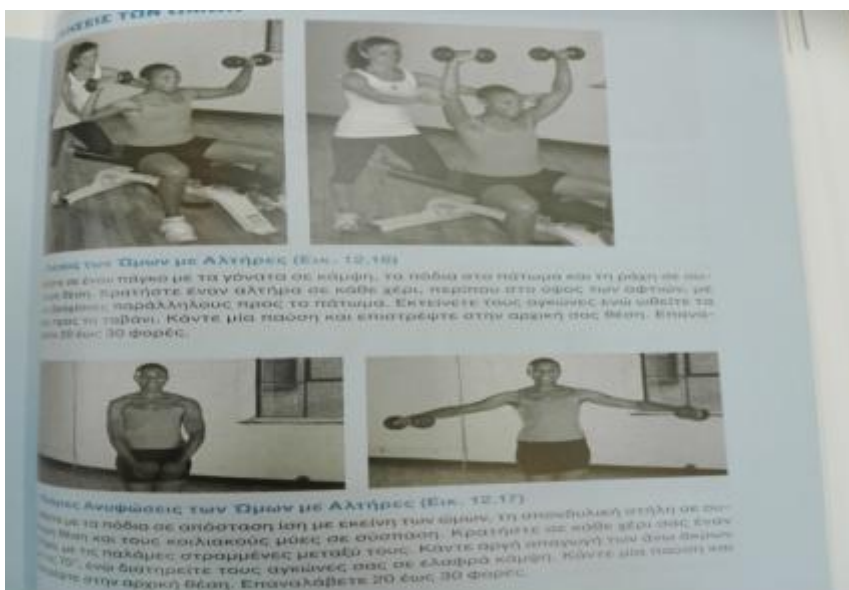 ΣΕΙΣ ΤΩΝ
των Ώμων με Αλτήρες (Εικ. 12.16)
σε έναν πάγκο με τα γόνατα σε κάμψη, τα πόδια στο πάτωμα και τη ράχη σε
θέση. Κρατήστε έναν αλτήρα σε κάθε χέρι, περίπου στο ύψος των αφτιών, με
παράλληλους προς το πάτωμα. Εκτείνετε τους αγκώνες ενώ ωθείτε τα
προς το ταβάνι. Κάντε μία παύση και επιστρέψτε στην αρχική σας θέση. Επανα-
20 έως 30 φορές.
Ανυψώσεις των Ώμων με Αλτήρες (Εικ. 12.17)
με τα πόδια σε απόσταση ίση με εκείνη των ώμων, τη σπονδυλική στήλη σε ου-
θέση και τους κοιλιακούς μύες σε σύσπαση. Κρατήστε σε κάθε χέρι σας έναν
με τις παλάμες στραμμένες μεταξύ τους. Κάντε αργή απαγωγή των άνω άκρων
70°, ενώ διατηρείτε τους αγκώνες σας σε ελαφρά κάμψη. Κάντε μία παύση και
στην αρχική θέση. Επαναλάβετε 20 έως 30 φορές.